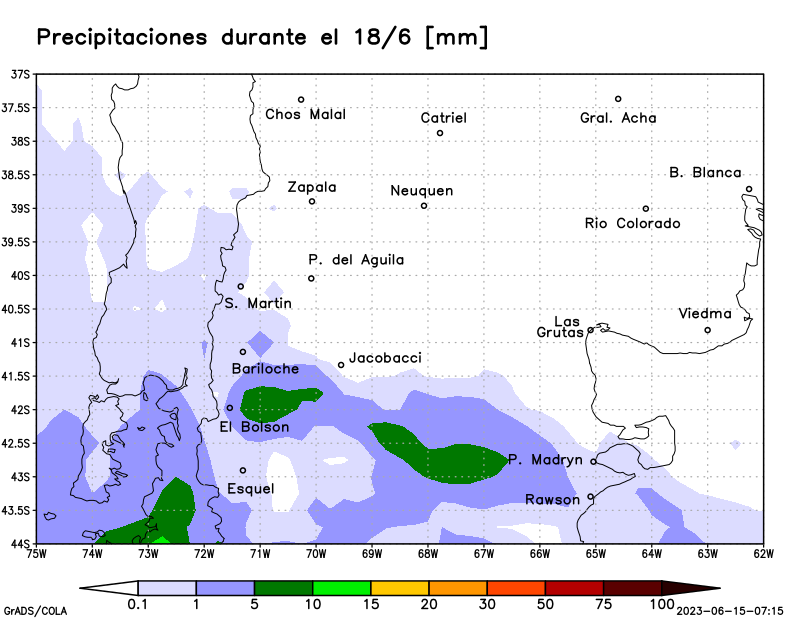 Precipitaciones durante el 18/6 [mm]
37S
37.5S
38S
38.5S
39S
39.5S
40S
40.5S
41S
41.5S
42S
42.5S
43S
43.5S
44S
Chos Malal
Catriel
Gral. Acha
B. Blanca
Zapala
Neuquen
Rio Colorado
P. del Aguila
S. Martin
Viedma
Las
Grutas
Jacobacci
Bariloche
El Bolson
P. Madryn
Esquel
Rawson
75W 74W 73W 72W 71W 70W 69W 68W 67W 66W 65W 64W 63W 62W
0.1 1 5 10 15 20 30 50 75 100
GrADS/COLA
2023-06-15-07:15